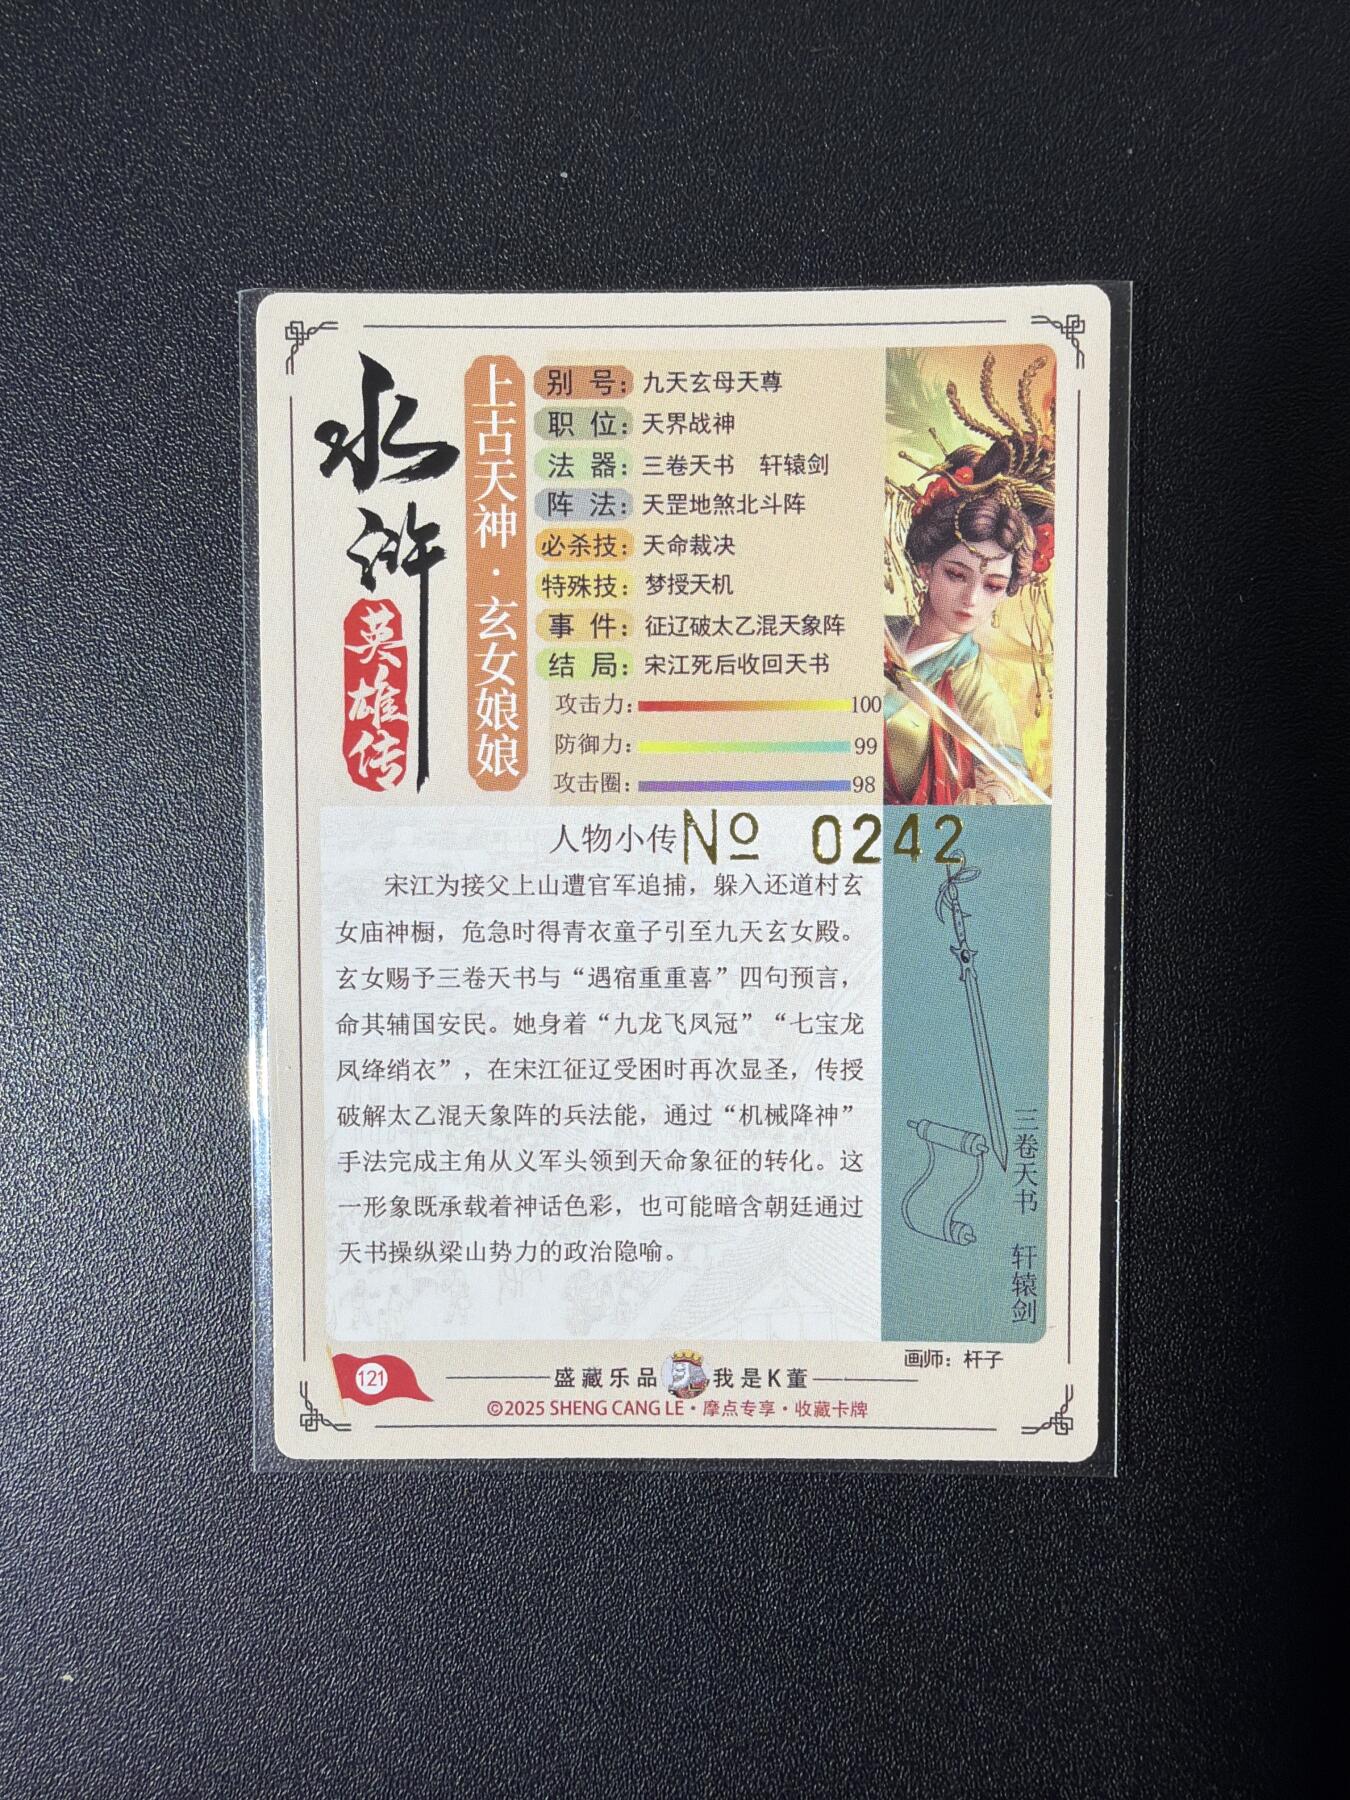 水浒
英雄传
上古天神·玄女娘娘
别号：九天玄母天尊
职位：天界战神
法器：三卷天书 轩辕剑
阵法：天罡地煞北斗阵
必杀技：天命裁决
特殊技：梦授天机
事件：征辽破太乙混天象阵
结局：宋江死后收回天书
攻击力：100
防御力：99
攻击圈：98
人物小传
No 0242
宋江为接父上山遭官军追捕，躲入还道村玄
女庙神橱，危急时得青衣童子引至九天玄女殿。
玄女赐予三卷天书与“遇宿重重喜”四句预言，
命其辅国安民。她身着“九龙飞凤冠”“七宝龙
凤绛绡衣”，在宋江征辽受困时再次显圣，传授
破解太乙混天象阵的兵法能，通过“机械降神”
手法完成主角从义军头领到天命象征的转化。这
一形象既承载着神话色彩，也可能暗含朝廷通过
天书操纵梁山势力的政治隐喻。
三卷天书 轩辕剑
画师：杆子
121
盛藏乐品 我是K董
©2025 SHENG CANG LE·摩点专享·收藏卡牌